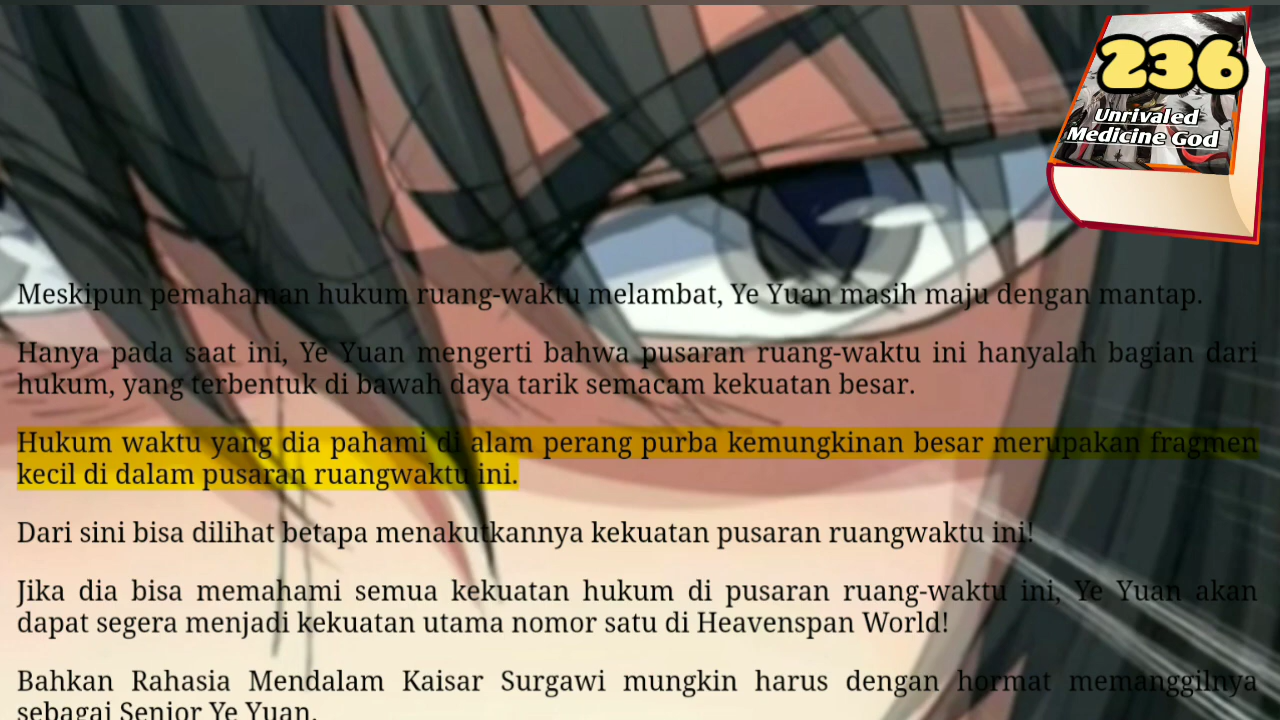 236
Unrivaled
Medicine God
Meskipun pemahaman hukum ruang-waktu melambat, Ye Yuan masih maju dengan mantap.
Hanya pada saat ini, Ye Yuan mengerti bahwa pusaran ruang-waktu ini hanyalah bagian dari
hukum, yang terbentuk di bawah daya tarik semacam kekuatan besar.
Hukum waktu yang dia pahami di alam perang purba kemungkinan besar merupakan fragmen
kecil di dalam pusaran ruangwaktu ini.
Dari sini bisa dilihat betapa menakutkannya kekuatan pusaran ruangwaktu ini!
Jika dia bisa memahami semua kekuatan hukum di pusaran ruang-waktu ini, Ye Yuan akan
dapat segera menjadi kekuatan utama nomor satu di Heavenspan World!
Bahkan Rahasia Mendalam Kaisar Surgawi mungkin harus dengan hormat memanggilnya
sebagai Senior Ye Yuan.